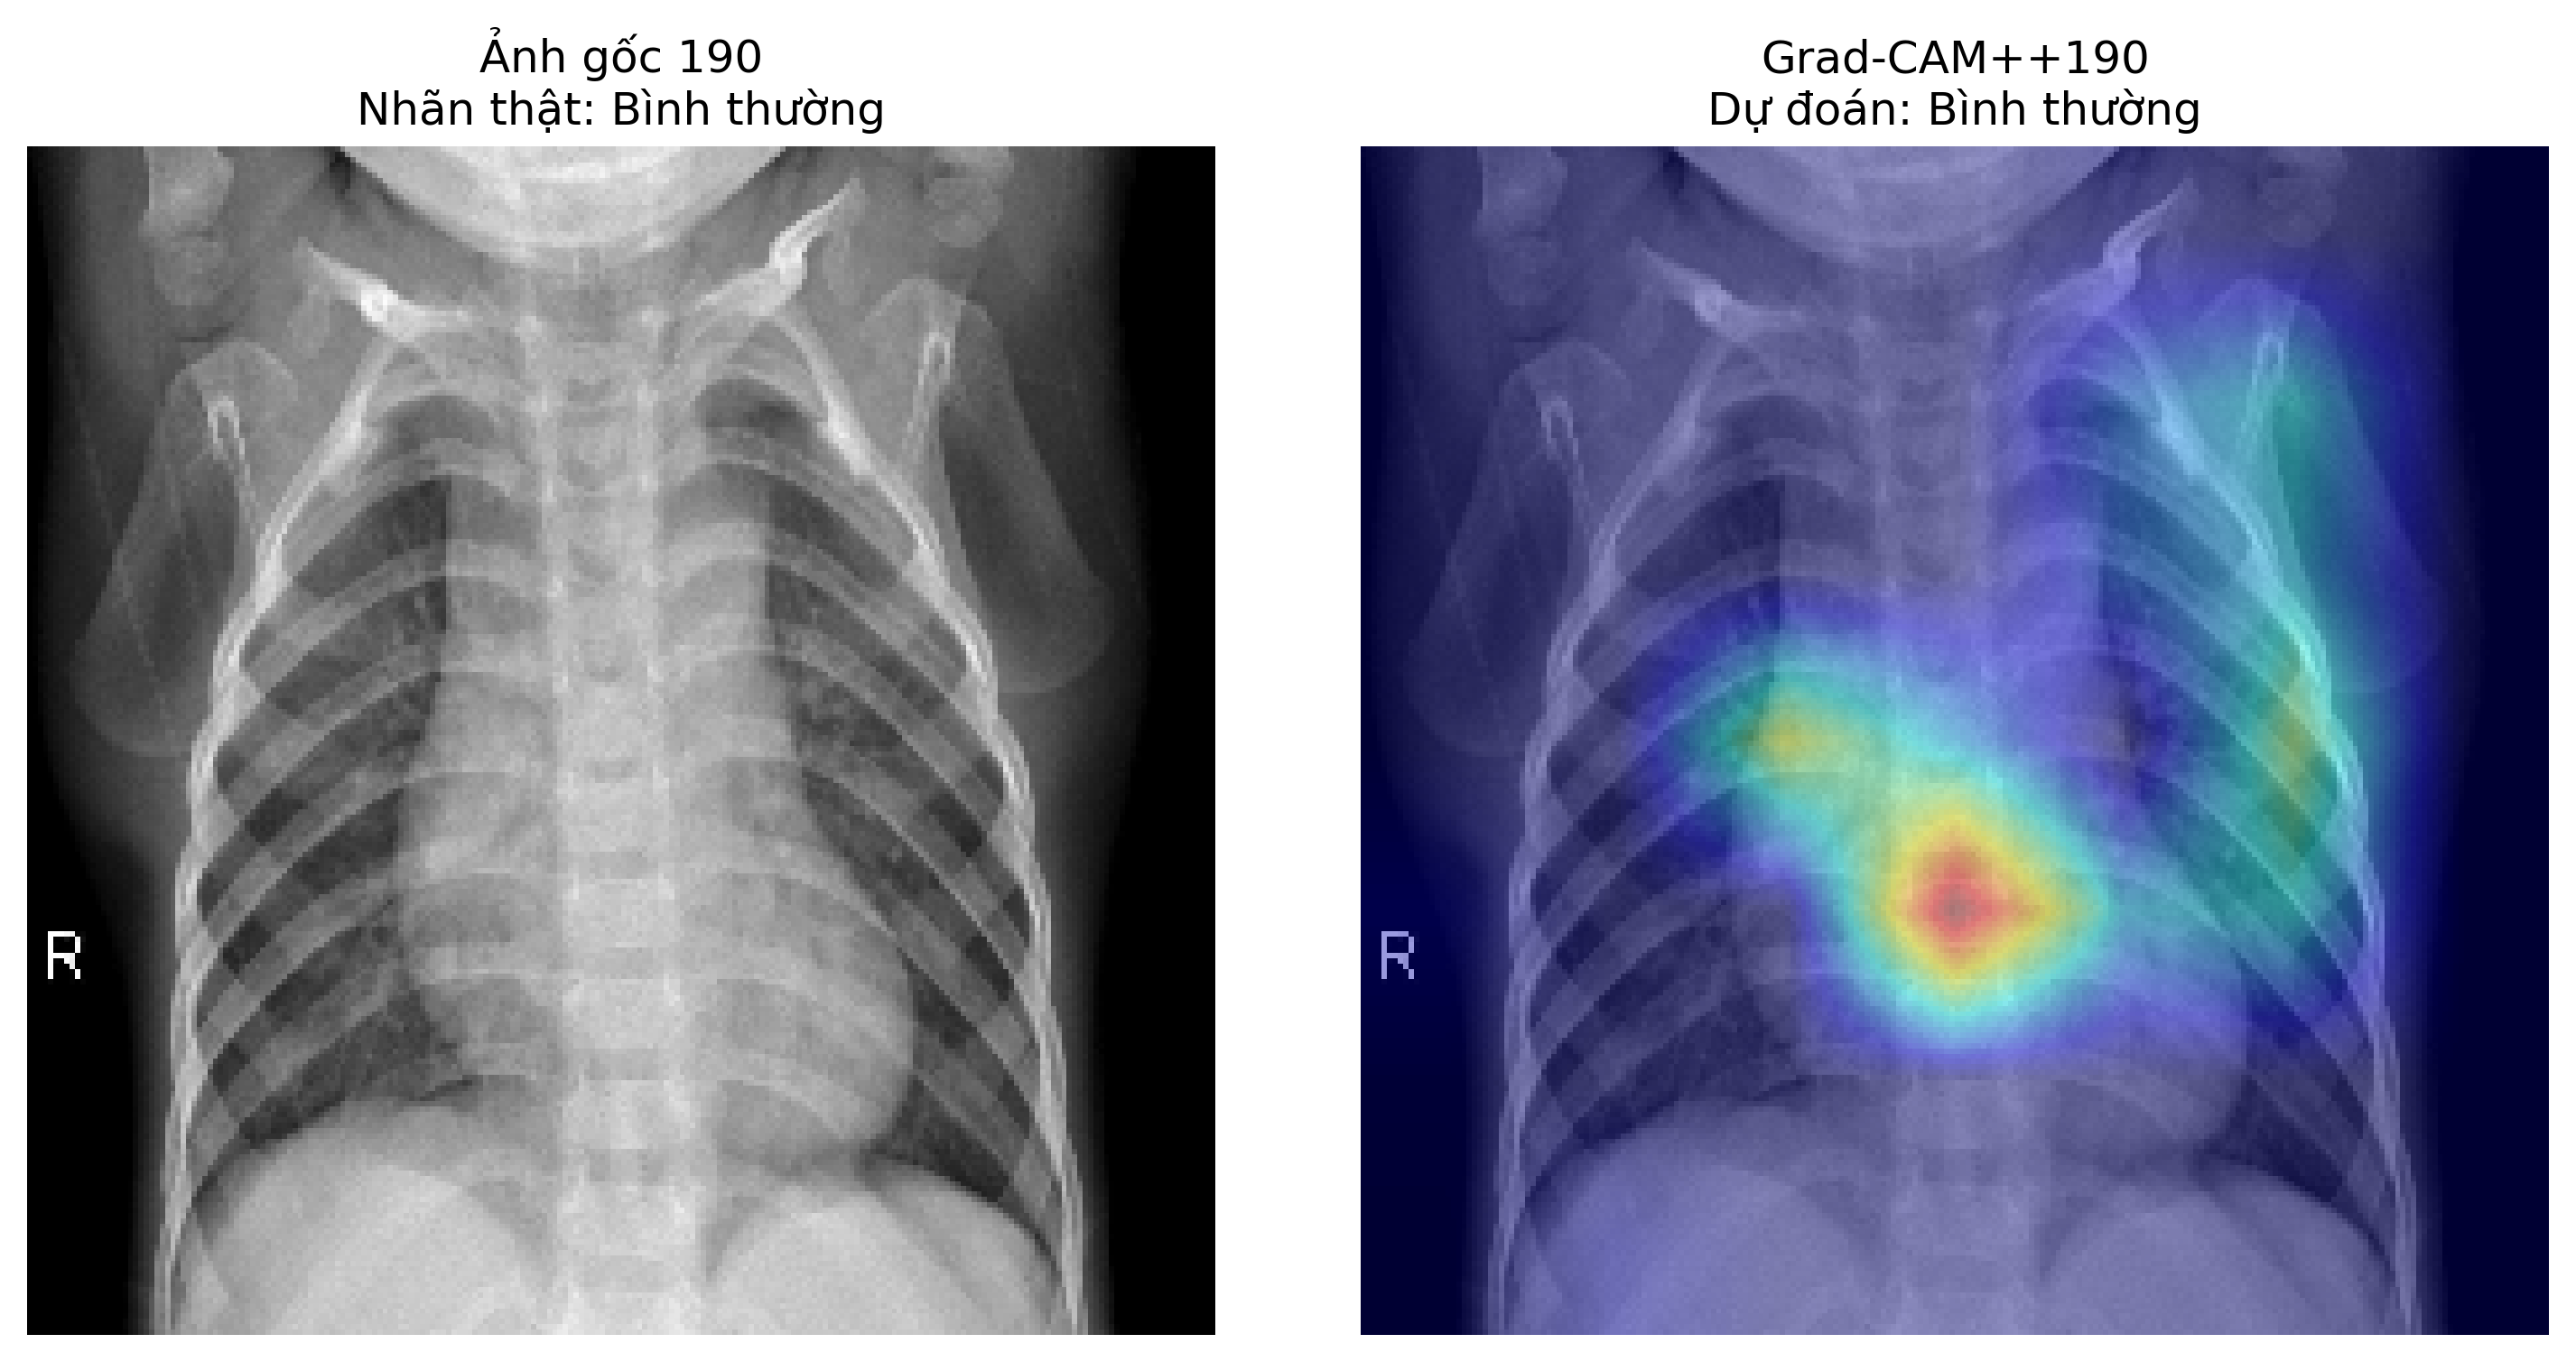 Ảnh gốc 190
Nhãn thật: Bình thường
Grad-CAM++190
Dự đoán: Bình thường
R
R